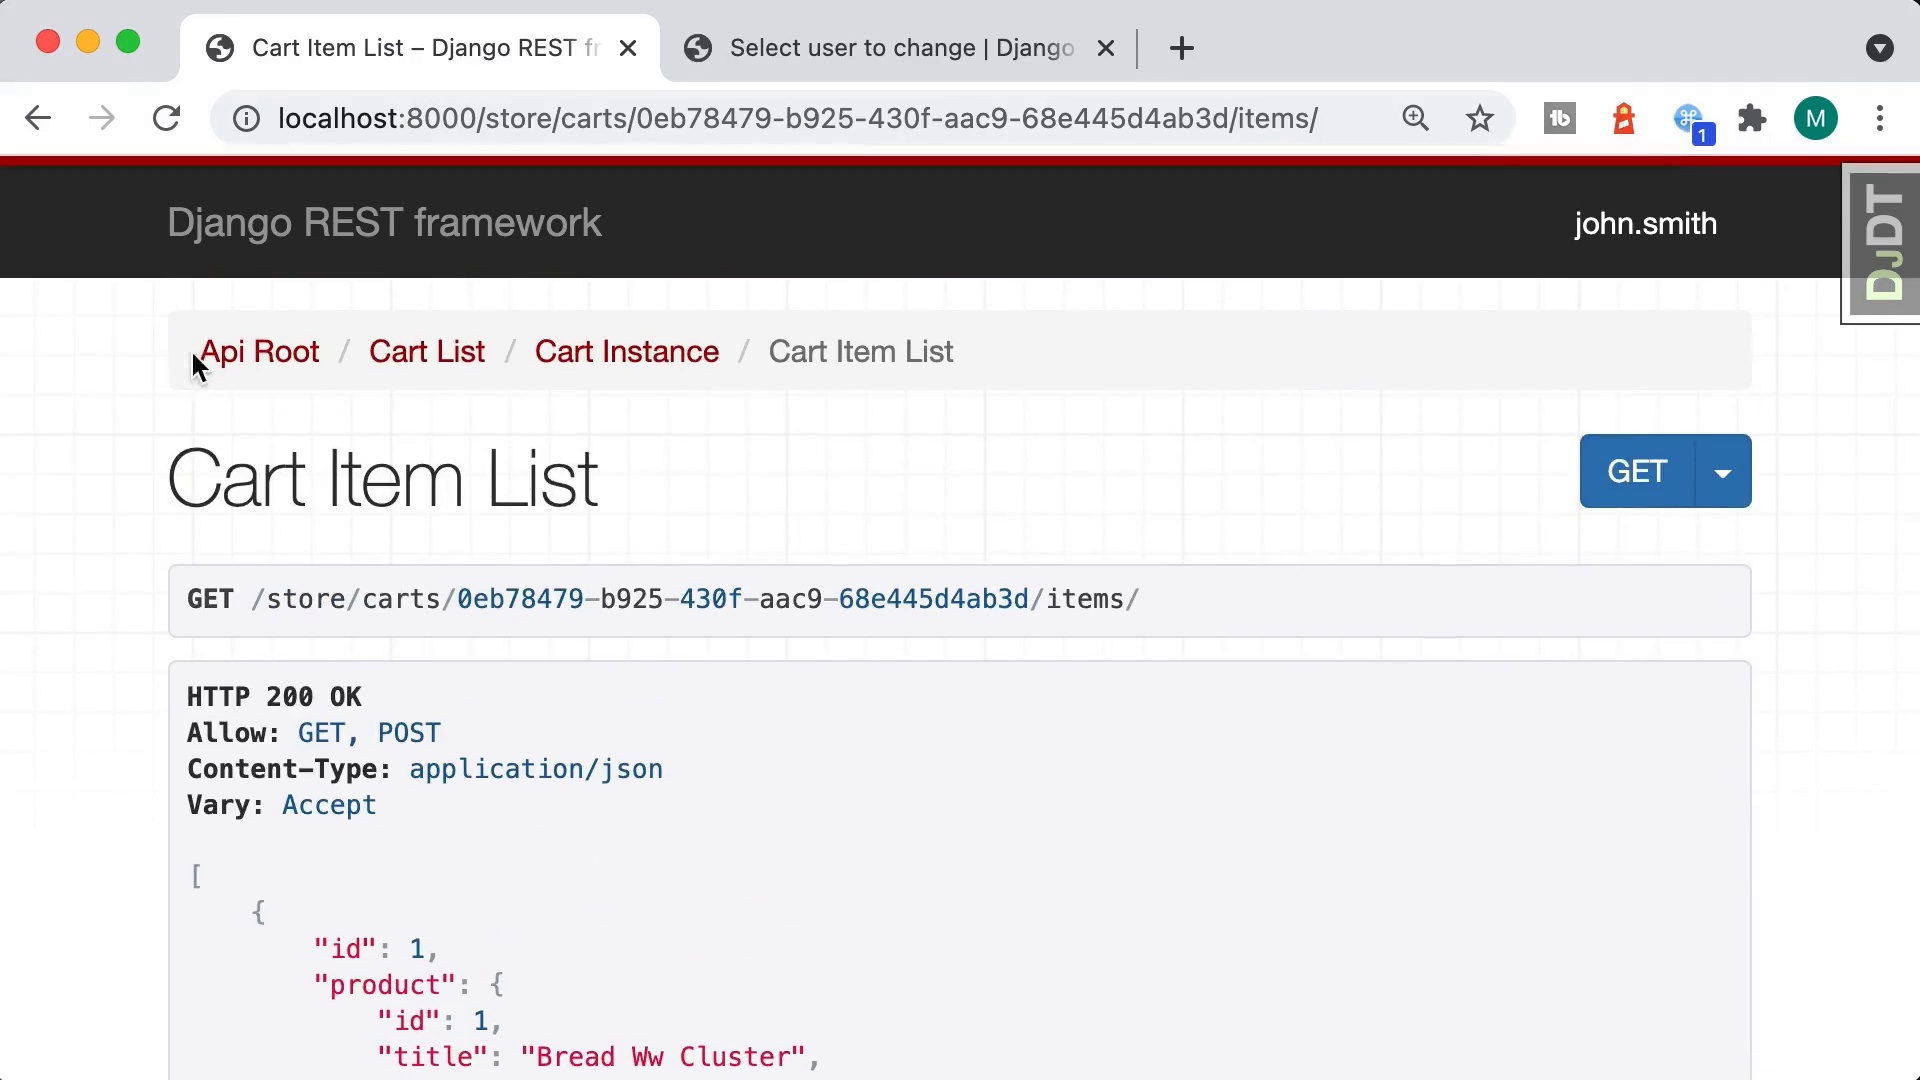 Cart Item List – Django REST fr
Select user to change | Django
localhost:8000/store/carts/0eb78479-b925-430f-aac9-68e445d4ab3d/items/
tb
1
M
Django REST framework
john.smith
DJDT
Api Root / Cart List / Cart Instance / Cart Item List
Cart Item List
GET
GET /store/carts/0eb78479-b925-430f-aac9-68e445d4ab3d/items/
HTTP 200 OK
Allow: GET, POST
Content-Type: application/json
Vary: Accept
[
{
"id": 1,
"product": {
"id": 1,
"title": "Bread Ww Cluster",